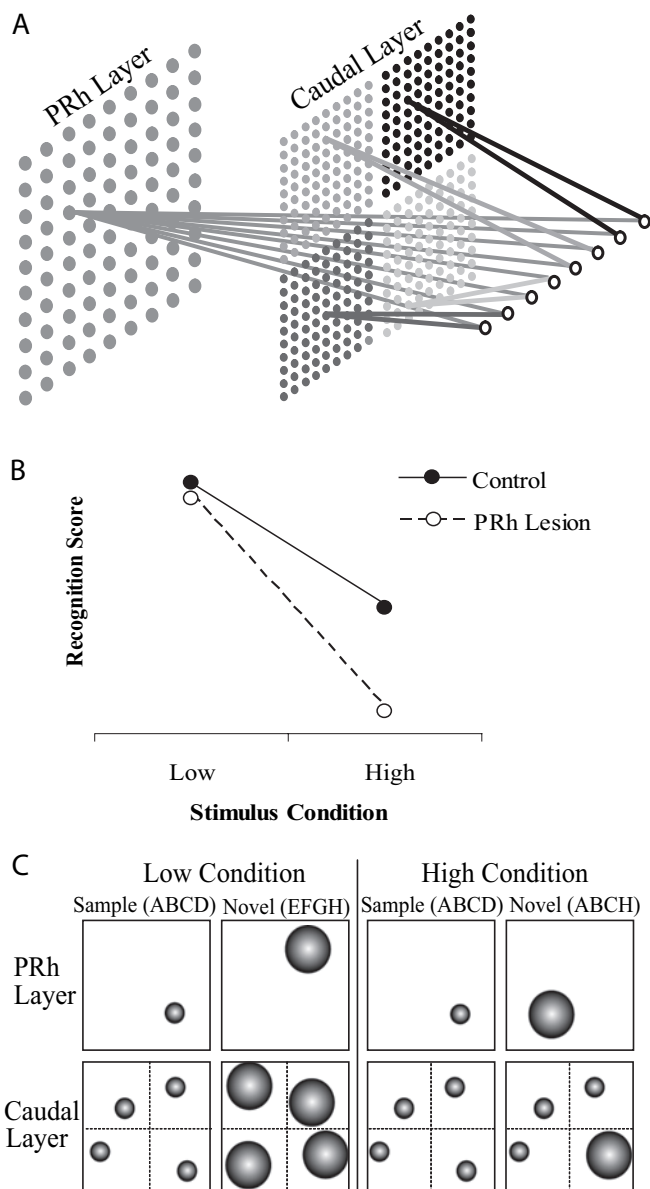 A
PRh Layer
Caudal Layer
B
Recognition Score
Control
PRh Lesion
Low
High
Stimulus Condition
C
Low Condition
High Condition
Sample (ABCD)
Novel (EFGH)
Sample (ABCD)
Novel (ABCH)
PRh
Layer
Caudal
Layer